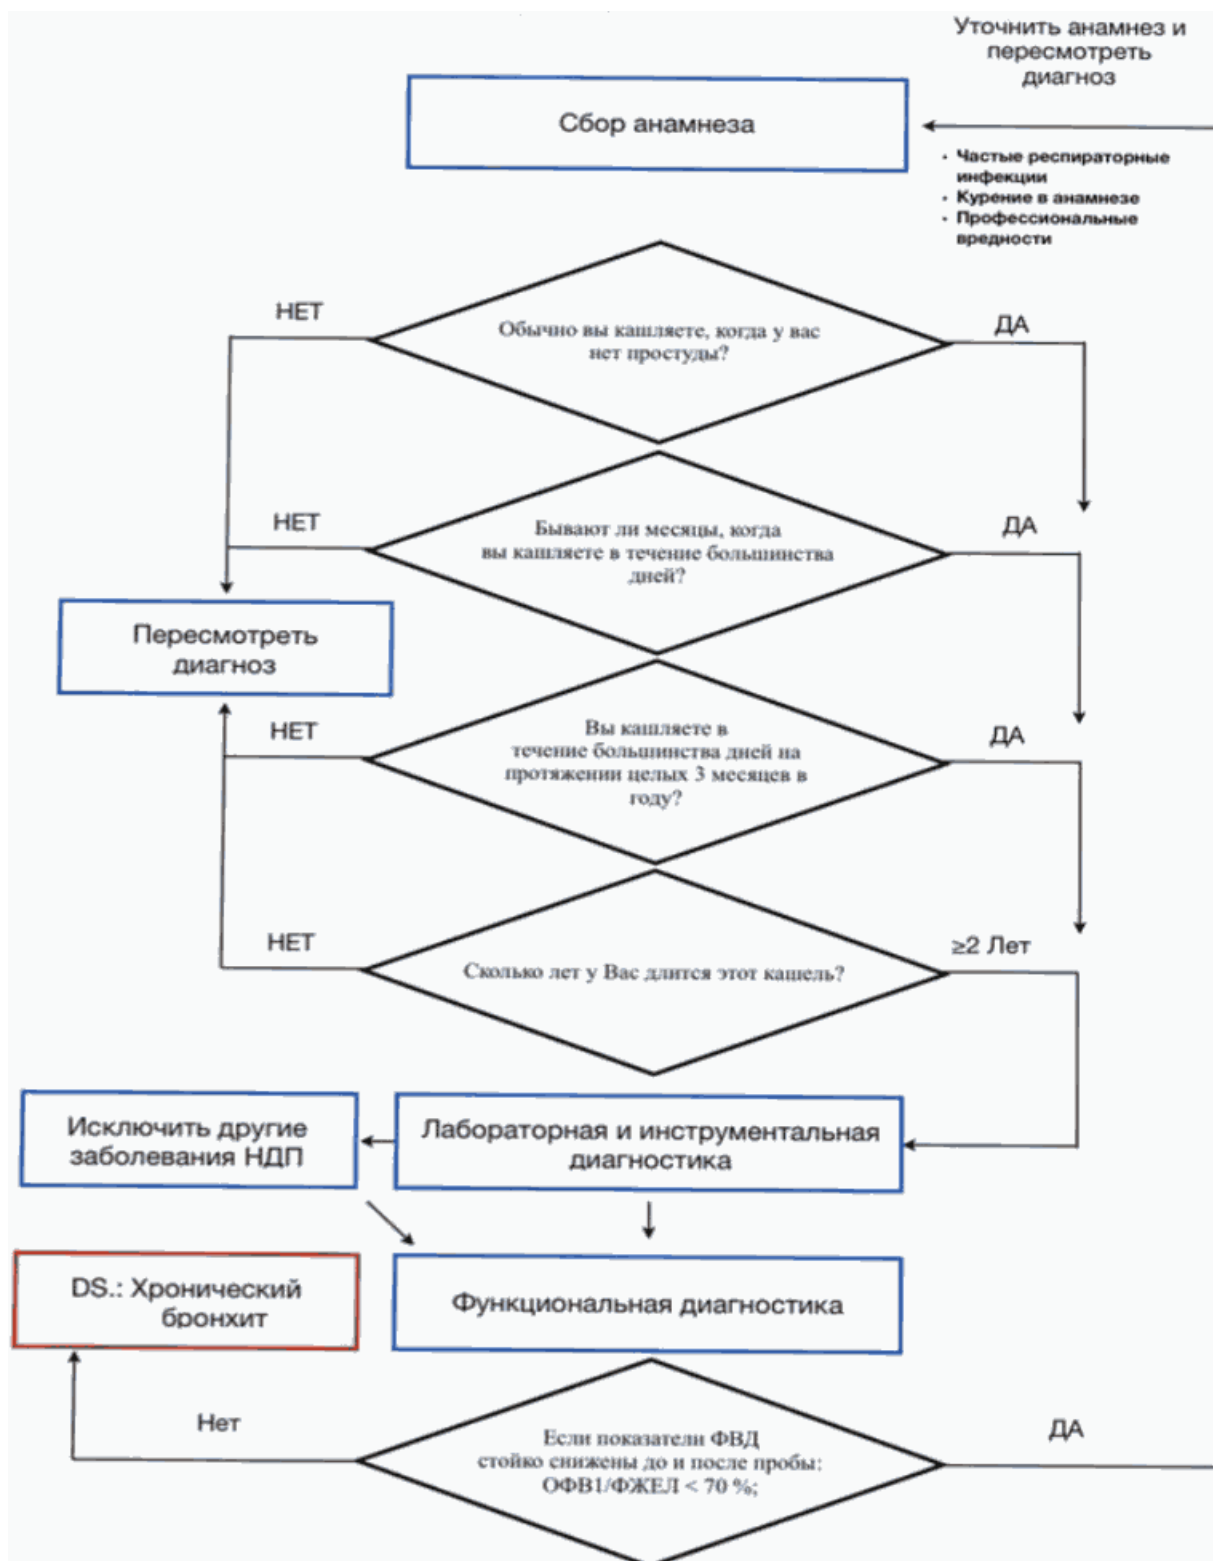 Уточнить анамнез и
пересмотреть
диагноз
Сбор анамнеза
• Частые респираторные
инфекции
• Курение в анамнезе
• Профессиональные
вредности
НЕТ
ДА
Обычно вы кашляете, когда у вас
нет простуды?
НЕТ
ДА
Бывают ли месяцы, когда
вы кашляете в течение большинства
дней?
Пересмотреть
диагноз
НЕТ
ДА
Вы кашляете в
течение большинства дней на
протяжении целых 3 месяцев в
году?
НЕТ
≥2 Лет
Сколько лет у Вас длится этот кашель?
Исключить другие
заболевания НДП
Лабораторная и инструментальная
диагностика
DS.: Хронический
бронхит
Функциональная диагностика
Нет
ДА
Если показатели ФВД
стойко снижены до и после пробы:
ОФВ1/ФЖЕЛ < 70 %;